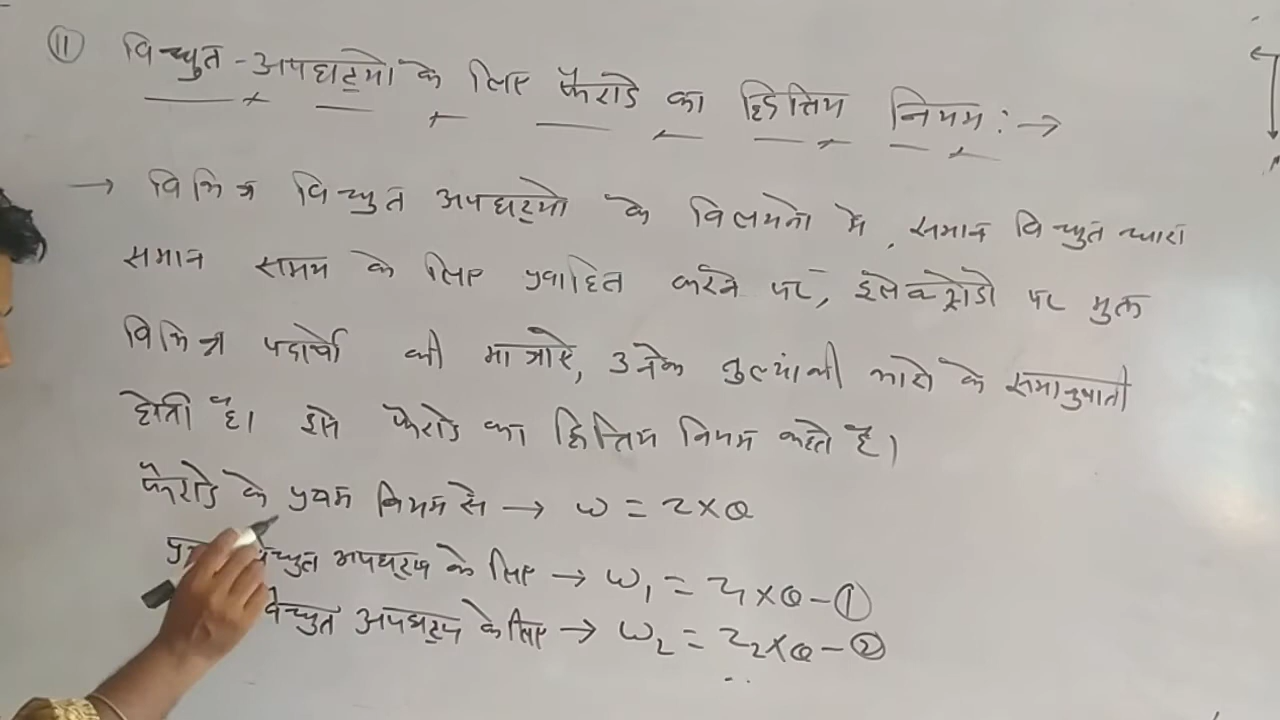 (11) विद्युत-अपघट्यो के लिए फैराडे का द्वितिय नियम :→
→ विभिन्न विद्युत अपघट्यो के विलयनो मे, समान विद्युत धारा
समान समय के लिए प्रवाहित करने पर, इलेक्ट्रोडो पर मुक्त
विभिन्न पदार्थो की मात्राऐ, उनके तुल्यांकी भारो के समानुपाती
होती है। इसे फैराडे का द्वितिय नियम कहते है।
फैराडे के प्रथम नियम से → W = Z×Q
विद्युत अपघट्य के लिए → W₁ = Z₁×Q – ①
विद्युत अपघट्य के लिए → W₂ = Z₂×Q – ②